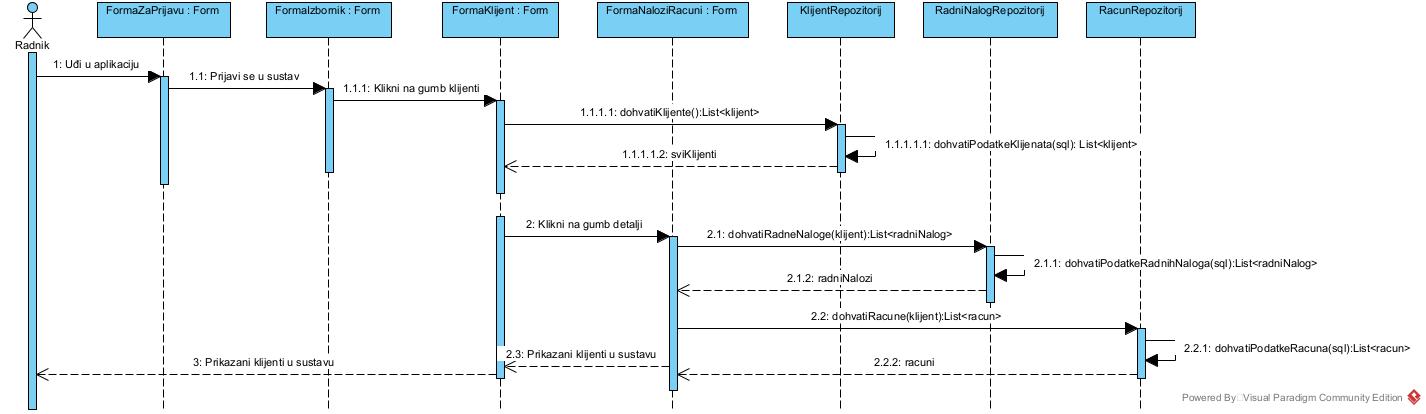 FormaZaPrijavu : Form
FormaIzbornik : Form
FormaKlijent : Form
FormaNaloziRacuni : Form
KlijentRepozitorij
RadniNalogRepozitorij
RacunRepozitorij
Radnik
1: Uđi u aplikaciju
1.1: Prijavi se u sustav
1.1.1: Klikni na gumb klijenti
1.1.1.1: dohvatiKlijente():List<klijent>
1.1.1.1.1: dohvatiPodatkeKlijenata(sql): List<klijent>
1.1.1.1.2: sviKlijenti
2: Klikni na gumb detalji
2.1: dohvatiRadneNaloge(klijent):List<radniNalog>
2.1.1: dohvatiPodatkeRadnihNaloga(sql):List<radniNalog>
2.1.2: radniNalozi
2.2: dohvatiRacune(klijent):List<racun>
2.2.1: dohvatiPodatkeRacuna(sql):List<racun>
2.3: Prikazani klijenti u sustavu
3: Prikazani klijenti u sustavu
2.2.2: racuni
Powered By Visual Paradigm Community Edition